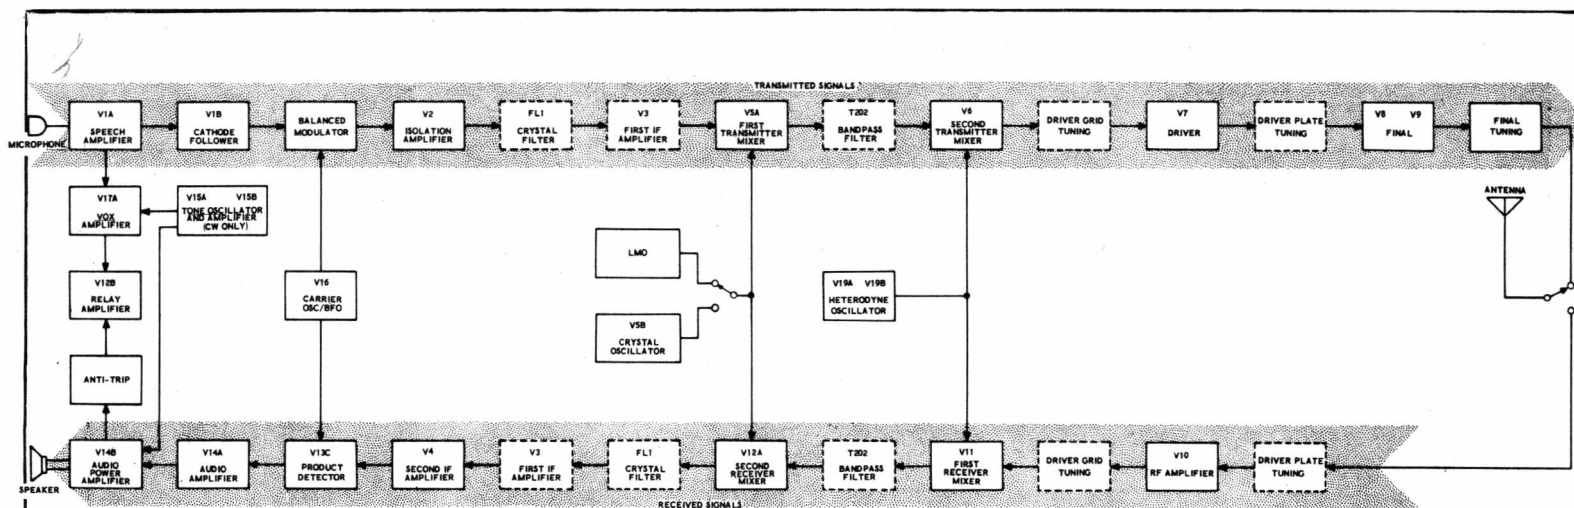 TRANSMITTED SIGNALS
MICROPHONE
V1A
SPEECH
AMPLIFIER
V1B
CATHODE
FOLLOWER
BALANCED
MODULATOR
V2
ISOLATION
AMPLIFIER
FL1
CRYSTAL
FILTER
V3
FIRST IF
AMPLIFIER
V5A
FIRST
TRANSMITTER
MIXER
T202
BANDPASS
FILTER
V6
SECOND
TRANSMITTER
MIXER
DRIVER GRID
TUNING
V7
DRIVER
DRIVER PLATE
TUNING
V8 V9
FINAL
FINAL
TUNING
V17A
VOX
AMPLIFIER
V15A V15B
TONE OSCILLATOR
AND AMPLIFIER
(CW ONLY)
ANTENNA
LMO
V12B
RELAY
AMPLIFIER
V16
CARRIER
OSC/BFO
V19A V19B
HETERODYNE
OSCILLATOR
V5B
CRYSTAL
OSCILLATOR
ANTI-TRIP
SPEAKER
V14B
AUDIO
POWER
AMPLIFIER
V14A
AUDIO
AMPLIFIER
V13C
PRODUCT
DETECTOR
V4
SECOND IF
AMPLIFIER
V3
FIRST IF
AMPLIFIER
FL1
CRYSTAL
FILTER
V12A
SECOND
RECEIVER
MIXER
T202
BANDPASS
FILTER
V11
FIRST
RECEIVER
MIXER
DRIVER GRID
TUNING
V10
RF AMPLIFIER
DRIVER PLATE
TUNING
RECEIVED SIGNALS